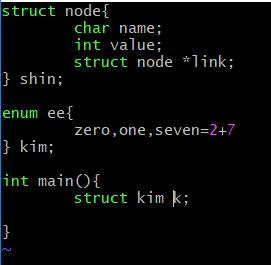 struct node{
        char name;
        int value;
        struct node *link;
} shin;

enum ee{
        zero,one,seven=2+7
} kim;

int main(){
        struct kim k;

}
~